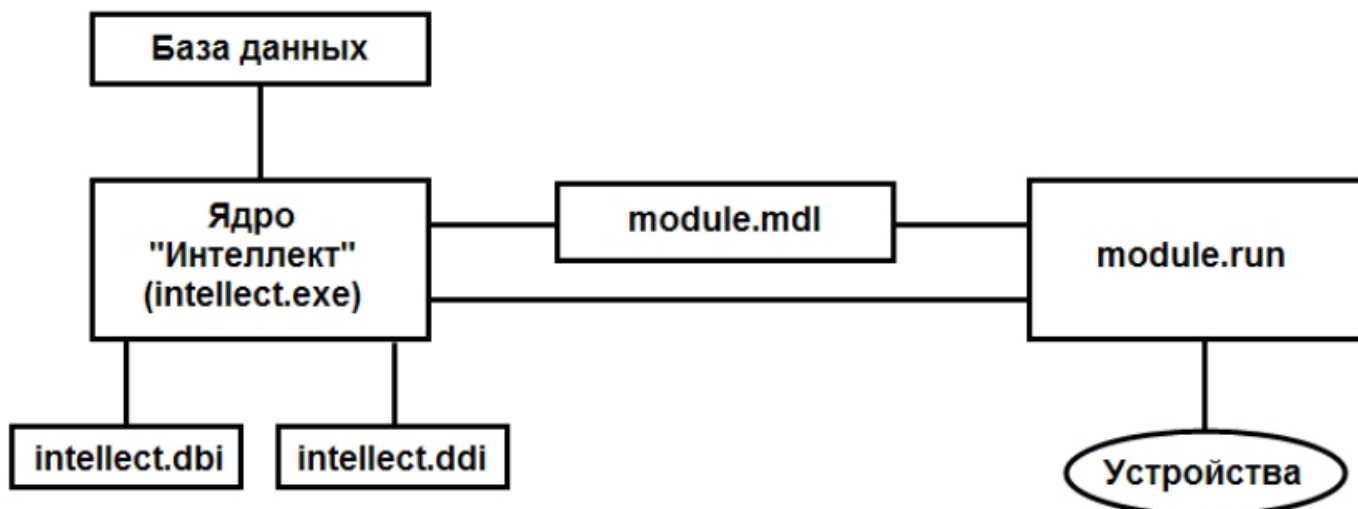 База данных
Ядро
"Интеллект"
(intellect.exe)
module.mdl
module.run
intellect.dbi
intellect.ddi
Устройства